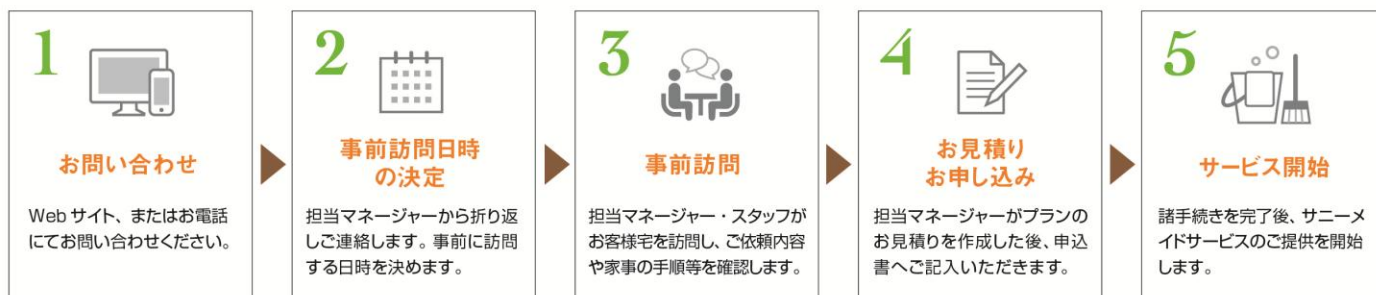 1
お問い合わせ
Web サイト、またはお電話
にてお問い合わせください。
2
事前訪問日時
の決定
担当マネージャーから折り返
しご連絡します。事前に訪問
する日時を決めます。
3
事前訪問
担当マネージャー・スタッフが
お客様宅を訪問し、ご依頼内容
や家事の手順等を確認します。
4
お見積り
お申し込み
担当マネージャーがプランの
お見積りを作成した後、申込
書へご記入いただきます。
5
サービス開始
諸手続きを完了後、サニーメ
イドサービスのご提供を開始
します。